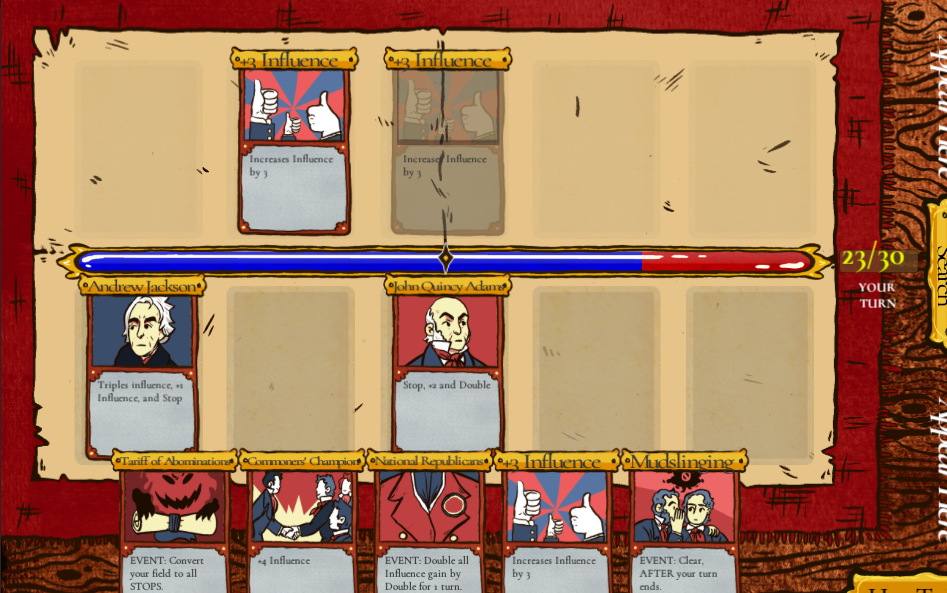 +3 Influence
Increases Influence
by 3
+3 Influence
Increases Influence
by 3
23/30
YOUR
TURN
Search
Andrew Jackson
Triples influence, +1
Influence, and Stop
John Quincy Adams
Stop, +2 and Double
Tariff of Abominations
EVENT: Convert
your field to all
STOPS.
Commoners' Champion
+4 Influence
National Republicans
EVENT: Double all
Influence gain by
Double for 1 turn.
+3 Influence
Increases Influence
by 3
Mudslinging
EVENT: Clear,
AFTER your turn
ends.